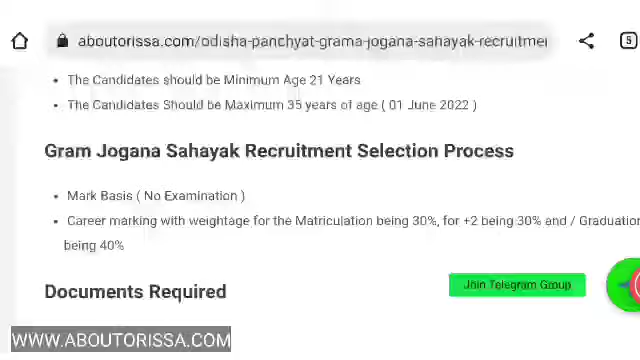 aboutorissa.com/odisha-panchyat-grama-jogana-sahayak-recruitmer
5
The Candidates should be Minimum Age 21 Years
The Candidates Should be Maximum 35 years of age ( 01 June 2022 )
Gram Jogana Sahayak Recruitment Selection Process
Mark Basis ( No Examination )
Career marking with weightage for the Matriculation being 30%, for +2 being 30% and / Graduation
being 40%
Join Telegram Group
Documents Required
WWW.ABOUTORISSA.COM